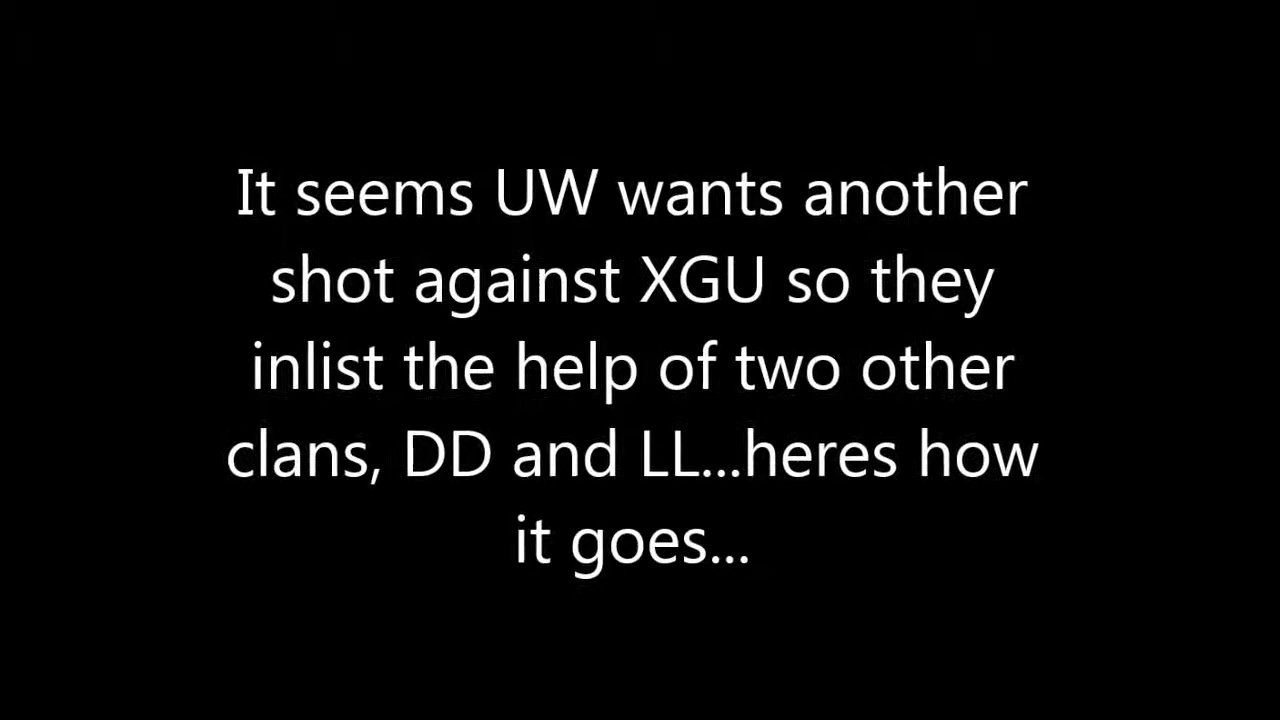 It seems UW wants another
shot against XGU so they
inlist the help of two other
clans, DD and LL...heres how
it goes...